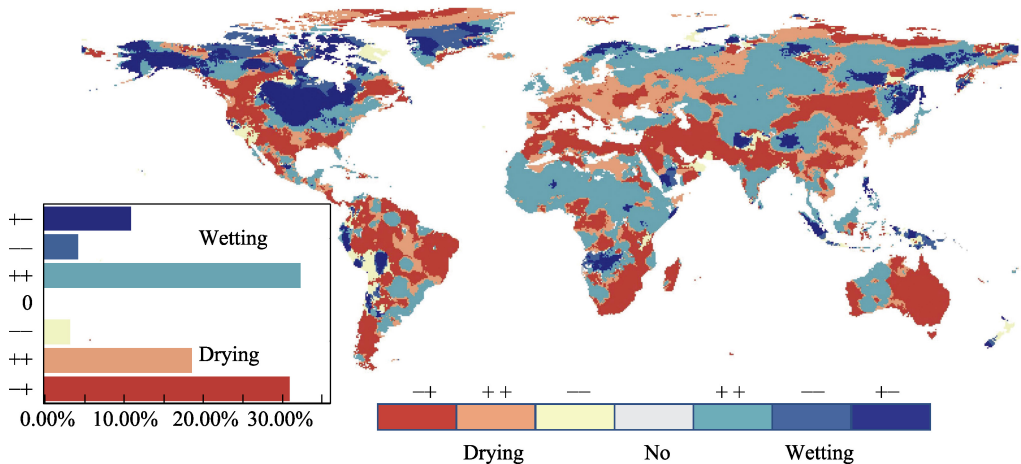 +− Wetting
−−
++
0
−−
++ Drying
−+
0.00% 10.00% 20.00% 30.00%
−+ ++ −− ++ −− +−
Drying No Wetting